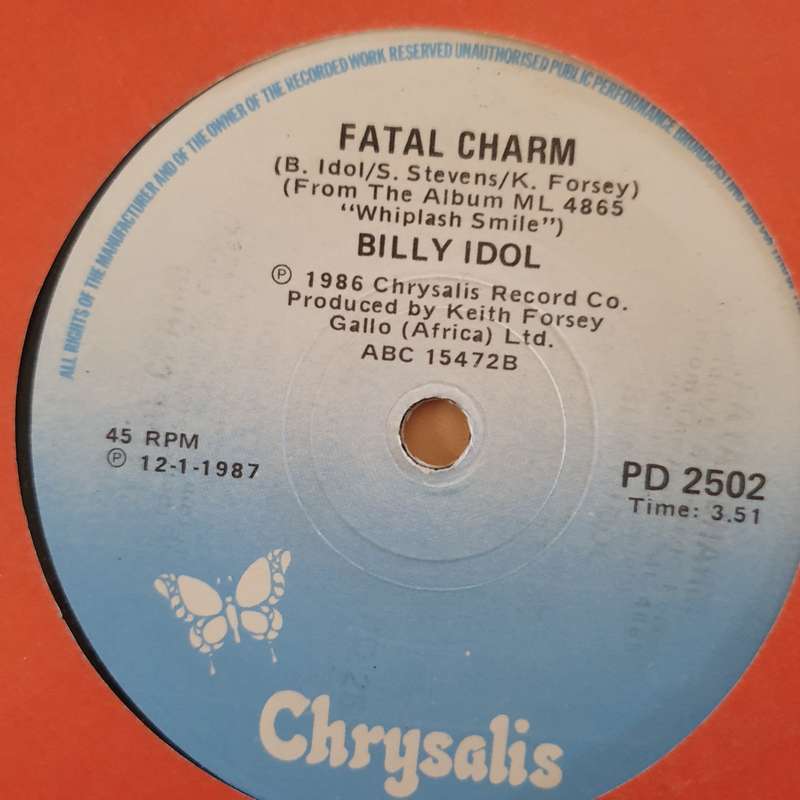 ALL RIGHTS OF THE MANUFACTURER AND OF THE OWNER OF THE RECORDED WORK RESERVED UNAUTHORISED PUBLIC PERFORMANCE BROADCASTING
FATAL CHARM
(B. Idol/S. Stevens/K. Forsey)
(From The Album ML 4865
"Whiplash Smile")
BILLY IDOL
℗ 1986 Chrysalis Record Co.
Produced by Keith Forsey
Gallo (Africa) Ltd.
ABC 15472B
45 RPM
℗ 12-1-1987
PD 2502
Time: 3.51
Chrysalis